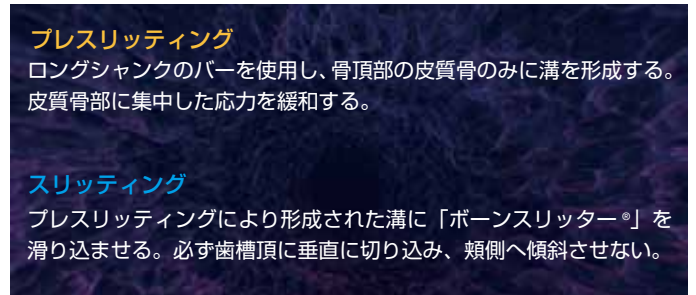 プレスリッティング
ロングシャンクのバーを使用し、骨頂部の皮質骨のみに溝を形成する。
皮質骨部に集中した応力を緩和する。
スリッティング
プレスリッティングにより形成された溝に「ボーンスリッター®」を
滑り込ませる。必ず歯槽頂に垂直に切り込み、頬側へ傾斜させない。